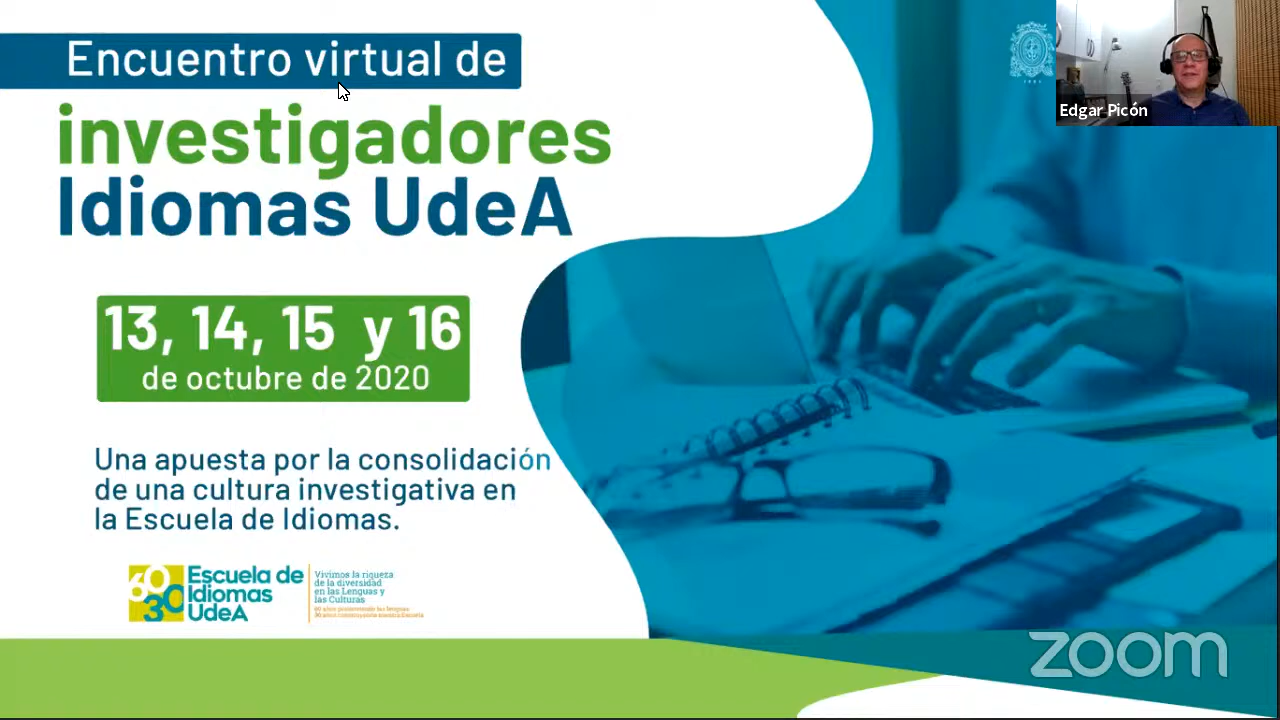 Encuentro virtual de
investigadores
Idiomas UdeA
13, 14, 15 y 16
de octubre de 2020
Una apuesta por la consolidación
de una cultura investigativa en
la Escuela de Idiomas.
60
30
Escuela de
Idiomas
UdeA
Vivimos la riqueza
de la diversidad
en las Lenguas y
las Culturas
Edgar Picón
zoom